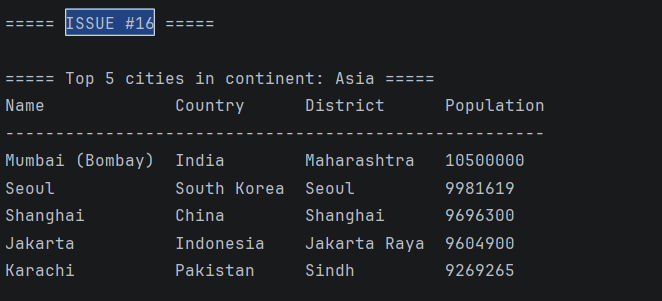 ===== ISSUE #16 =====
===== Top 5 cities in continent: Asia =====
Name Country District Population
------------------------------------------------------
Mumbai (Bombay) India Maharashtra 10500000
Seoul South Korea Seoul 9981619
Shanghai China Shanghai 9696300
Jakarta Indonesia Jakarta Raya 9604900
Karachi Pakistan Sindh 9269265